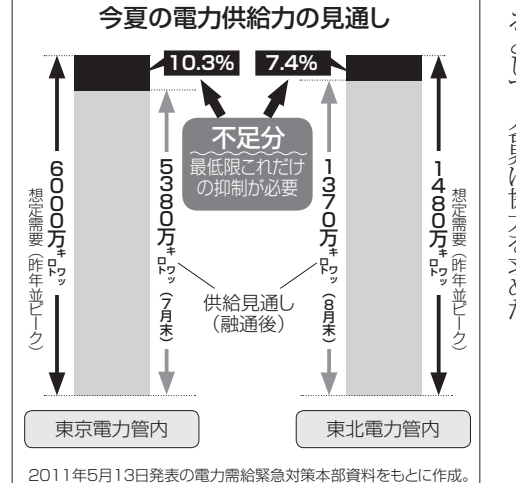 今夏の電力供給力の見通し
10.3%
7.4%
不足分
最低限これだけ
の抑制が必要
6000万キロワット
想定需要（昨年並ピーク）
5380万キロワット（7月末）
1370万キロワット（8月末）
1480万キロワット
想定需要（昨年並ピーク）
供給見通し
（融通後）
東京電力管内
東北電力管内
2011年5月13日発表の電力需給緊急対策本部資料をもとに作成。